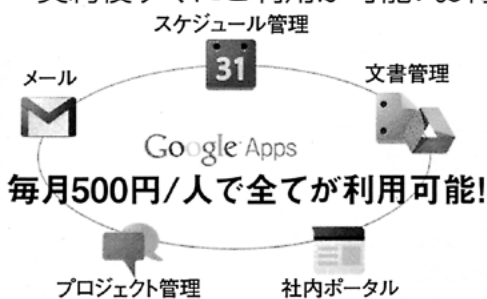 スケジュール管理
31
メール
文書管理
Google Apps
毎月500円/人で全てが利用可能!
プロジェクト管理
社内ポータル